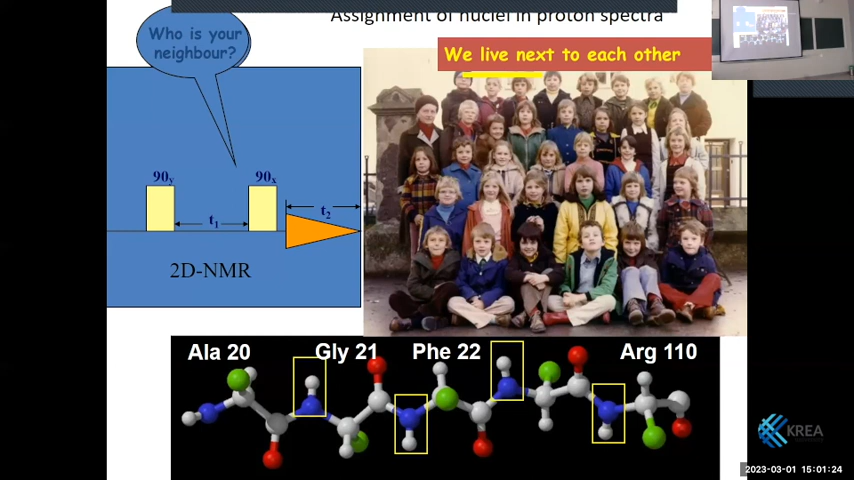 Assignment of nuclei in proton spectra
Who is your
neighbour?
We live next to each other
90y
90x
t1
t2
2D-NMR
Ala 20
Gly 21
Phe 22
Arg 110
KREA
2023-03-01 15:01:24